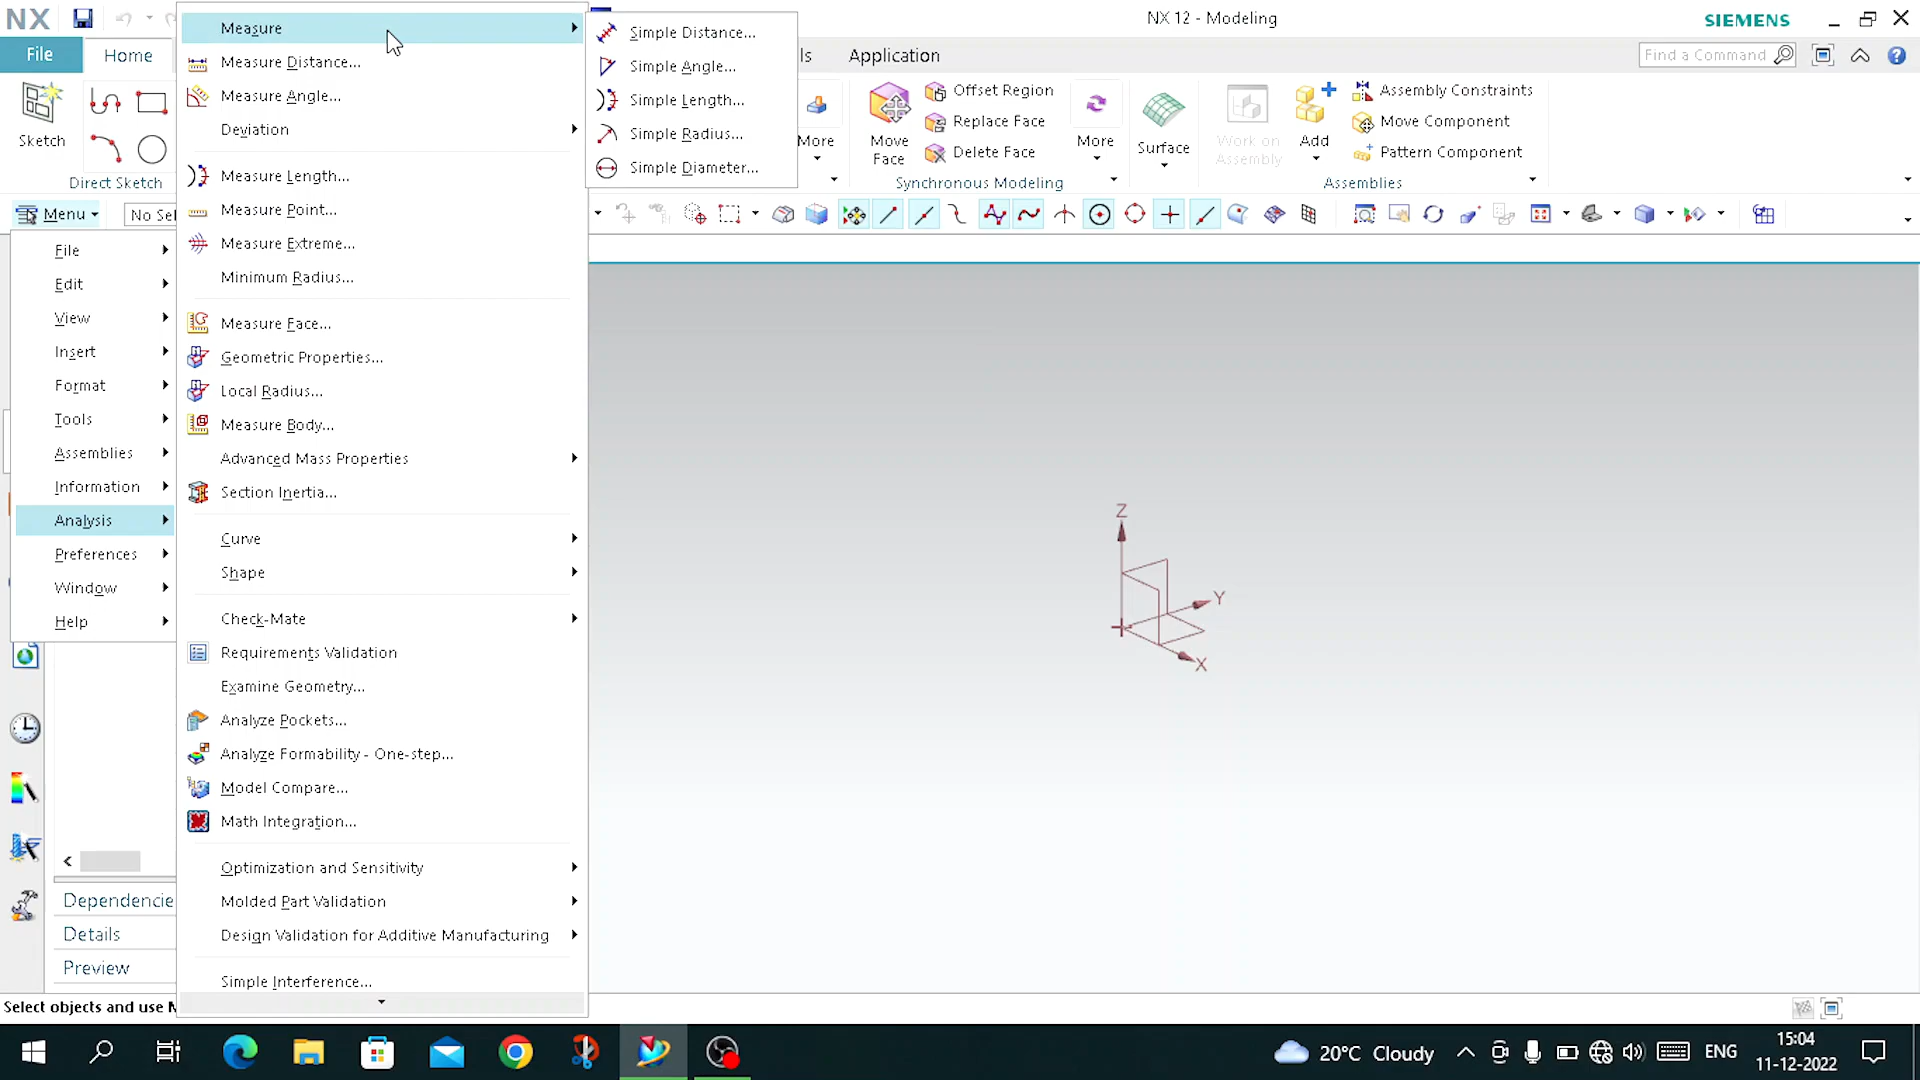 NX
NX 12 - Modeling
SIEMENS
File
Home
ls
Application
Find a Command
Sketch
Direct Sketch
More
Move Face
Offset Region
Replace Face
Delete Face
More
Synchronous Modeling
Surface
Work on Assembly
Add
Assembly Constraints
Move Component
Pattern Component
Assemblies
Menu
No Sel
File
Edit
View
Insert
Format
Tools
Assemblies
Information
Analysis
Preferences
Window
Help
Measure
Measure Distance...
Measure Angle...
Deviation
Measure Length...
Measure Point...
Measure Extreme...
Minimum Radius...
Measure Face...
Geometric Properties...
Local Radius...
Measure Body...
Advanced Mass Properties
Section Inertia...
Curve
Shape
Check-Mate
Requirements Validation
Examine Geometry...
Analyze Pockets...
Analyze Formability - One-step...
Model Compare...
Math Integration...
Optimization and Sensitivity
Molded Part Validation
Design Validation for Additive Manufacturing
Simple Interference...
Simple Distance...
Simple Angle...
Simple Length...
Simple Radius...
Simple Diameter...
Z
Y
X
Dependencie
Details
Preview
Select objects and use M
20°C Cloudy
ENG
15:04
11-12-2022